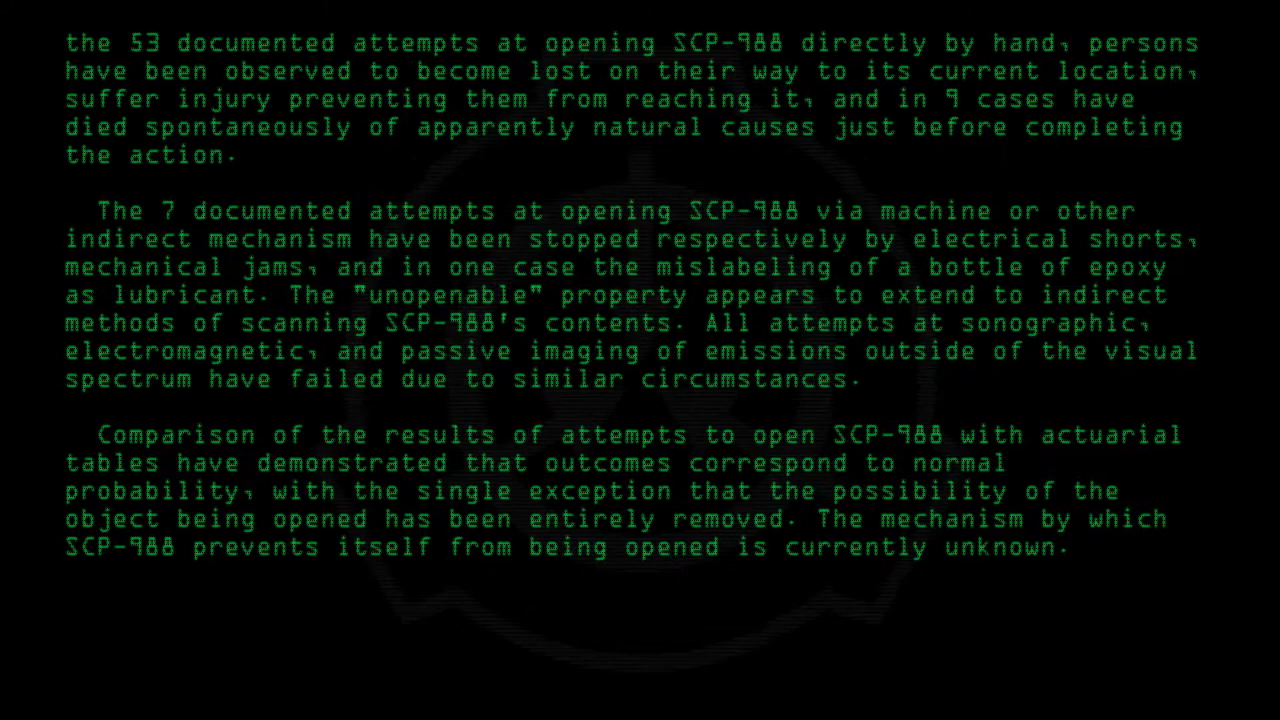 the 53 documented attempts at opening SCP-988 directly by hand, persons
have been observed to become lost on their way to its current location,
suffer injury preventing them from reaching it, and in 9 cases have
died spontaneously of apparently natural causes just before completing
the action.
The 7 documented attempts at opening SCP-988 via machine or other
indirect mechanism have been stopped respectively by electrical shorts,
mechanical jams, and in one case the mislabeling of a bottle of epoxy
as lubricant. The "unopenable" property appears to extend to indirect
methods of scanning SCP-988's contents. All attempts at sonographic,
electromagnetic, and passive imaging of emissions outside of the visual
spectrum have failed due to similar circumstances.
Comparison of the results of attempts to open SCP-988 with actuarial
tables have demonstrated that outcomes correspond to normal
probability, with the single exception that the possibility of the
object being opened has been entirely removed. The mechanism by which
SCP-988 prevents itself from being opened is currently unknown.